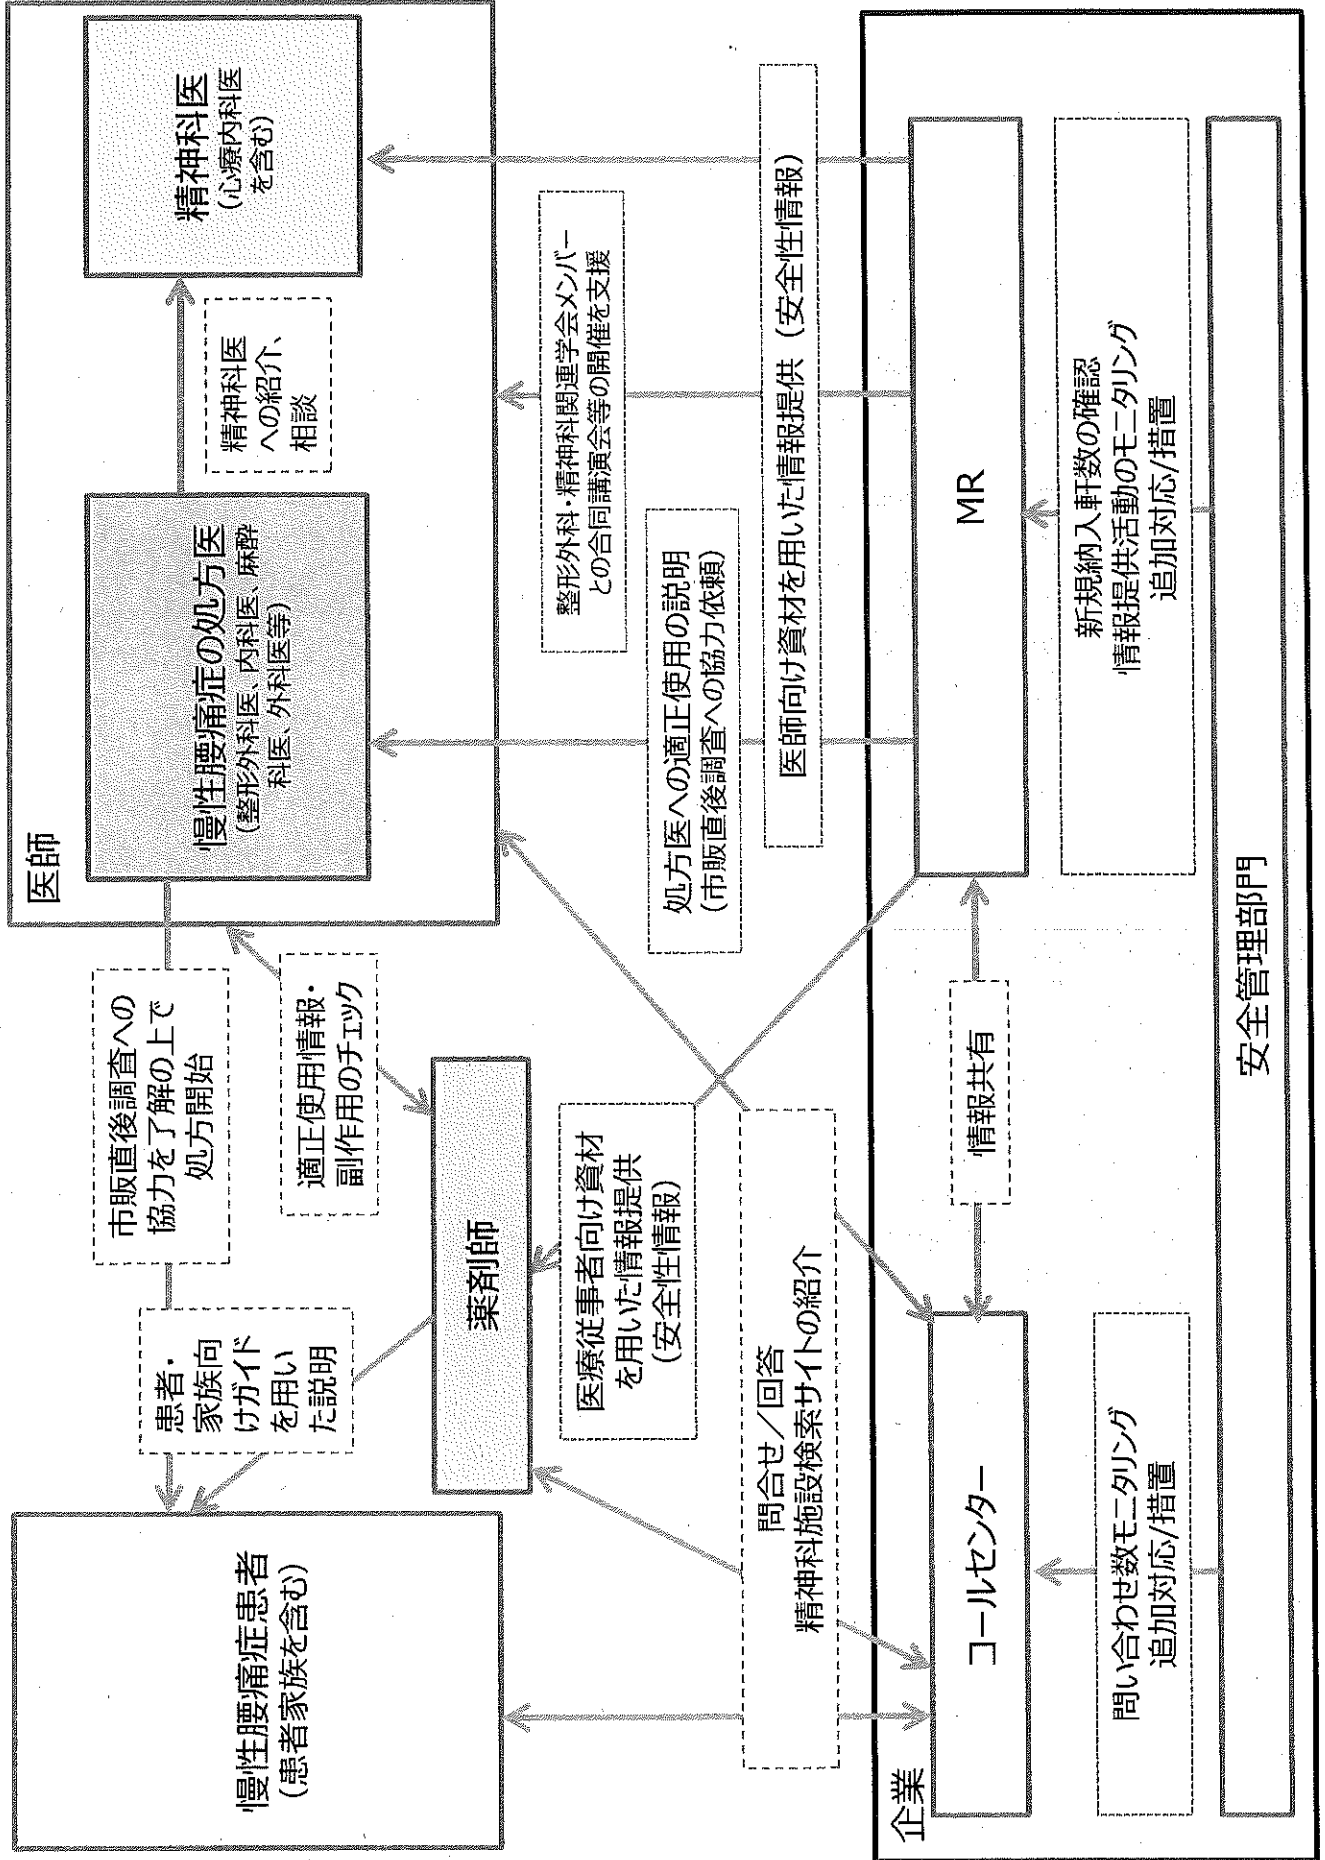 慢性腰痛症患者
(患者家族を含む)
患者・
家族向
けガイド
を用い
た説明
市販直後調査への
協力を了解の上で
処方開始
医師
慢性腰痛症の処方医
(整形外科医、内科医、麻酔
科医、外科医等)
精神科医
への紹介、
相談
精神科医
(心療内科医
を含む)
適正使用情報・
副作用のチェック
薬剤師
医療従事者向け資材
を用いた情報提供
(安全性情報)
問合せ/回答
精神科施設検索サイトの紹介
処方医への適正使用の説明
(市販直後調査への協力依頼)
整形外科・精神科関連学会メンバー
との合同講演会等の開催を支援
医師向け資材を用いた情報提供(安全性情報)
企業
コールセンター
情報共有
MR
問い合わせ数モニタリング
追加対応/措置
新規納入軒数の確認
情報提供活動のモニタリング
追加対応/措置
安全管理部門